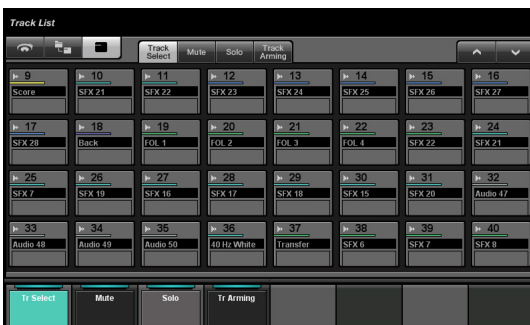 Track List
Track Select Mute Solo Track Arming
9 10 11 12 13 14 15 16
Score SFX 21 SFX 22 SFX 23 SFX 24 SFX 25 SFX 26 SFX 27
17 18 19 20 21 22 23 24
SFX 28 Back FOL 1 FOL 2 FOL 3 FOL 4 SFX 22 SFX 21
25 26 27 28 29 30 31 32
SFX 7 SFX 19 SFX 16 SFX 17 SFX 18 SFX 15 SFX 20 Audio 47
33 34 35 36 37 38 39 40
Audio 48 Audio 49 Audio 50 40 Hz White Transfer SFX 6 SFX 7 SFX 8
Tr Select Mute Solo Tr Arming